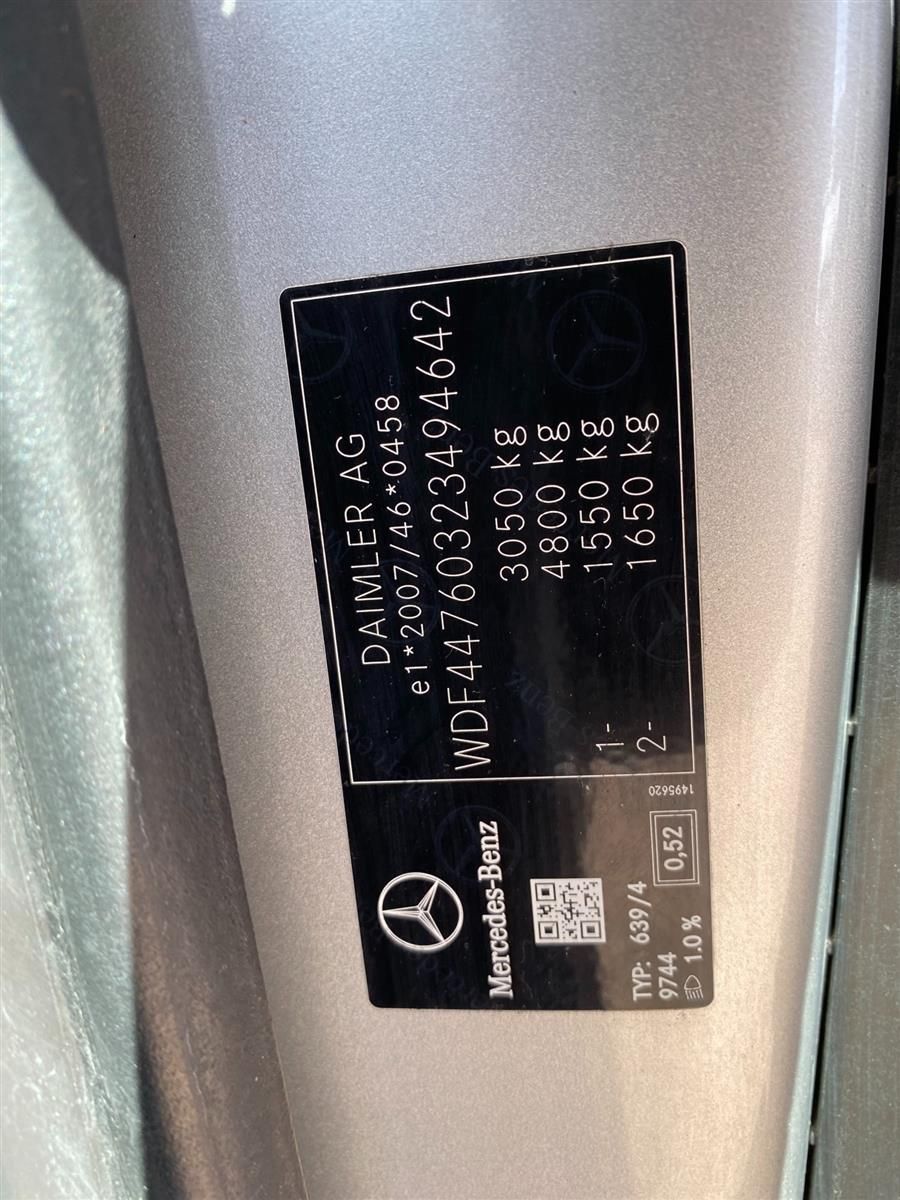 DAIMLER AG
e1*2007/46*0458
WDF44760323494642
3050 kg
4800 kg
1- 1550 kg
2- 1650 kg
Mercedes-Benz
TYP: 639/4
9744
1.0 %
0,52
1495620